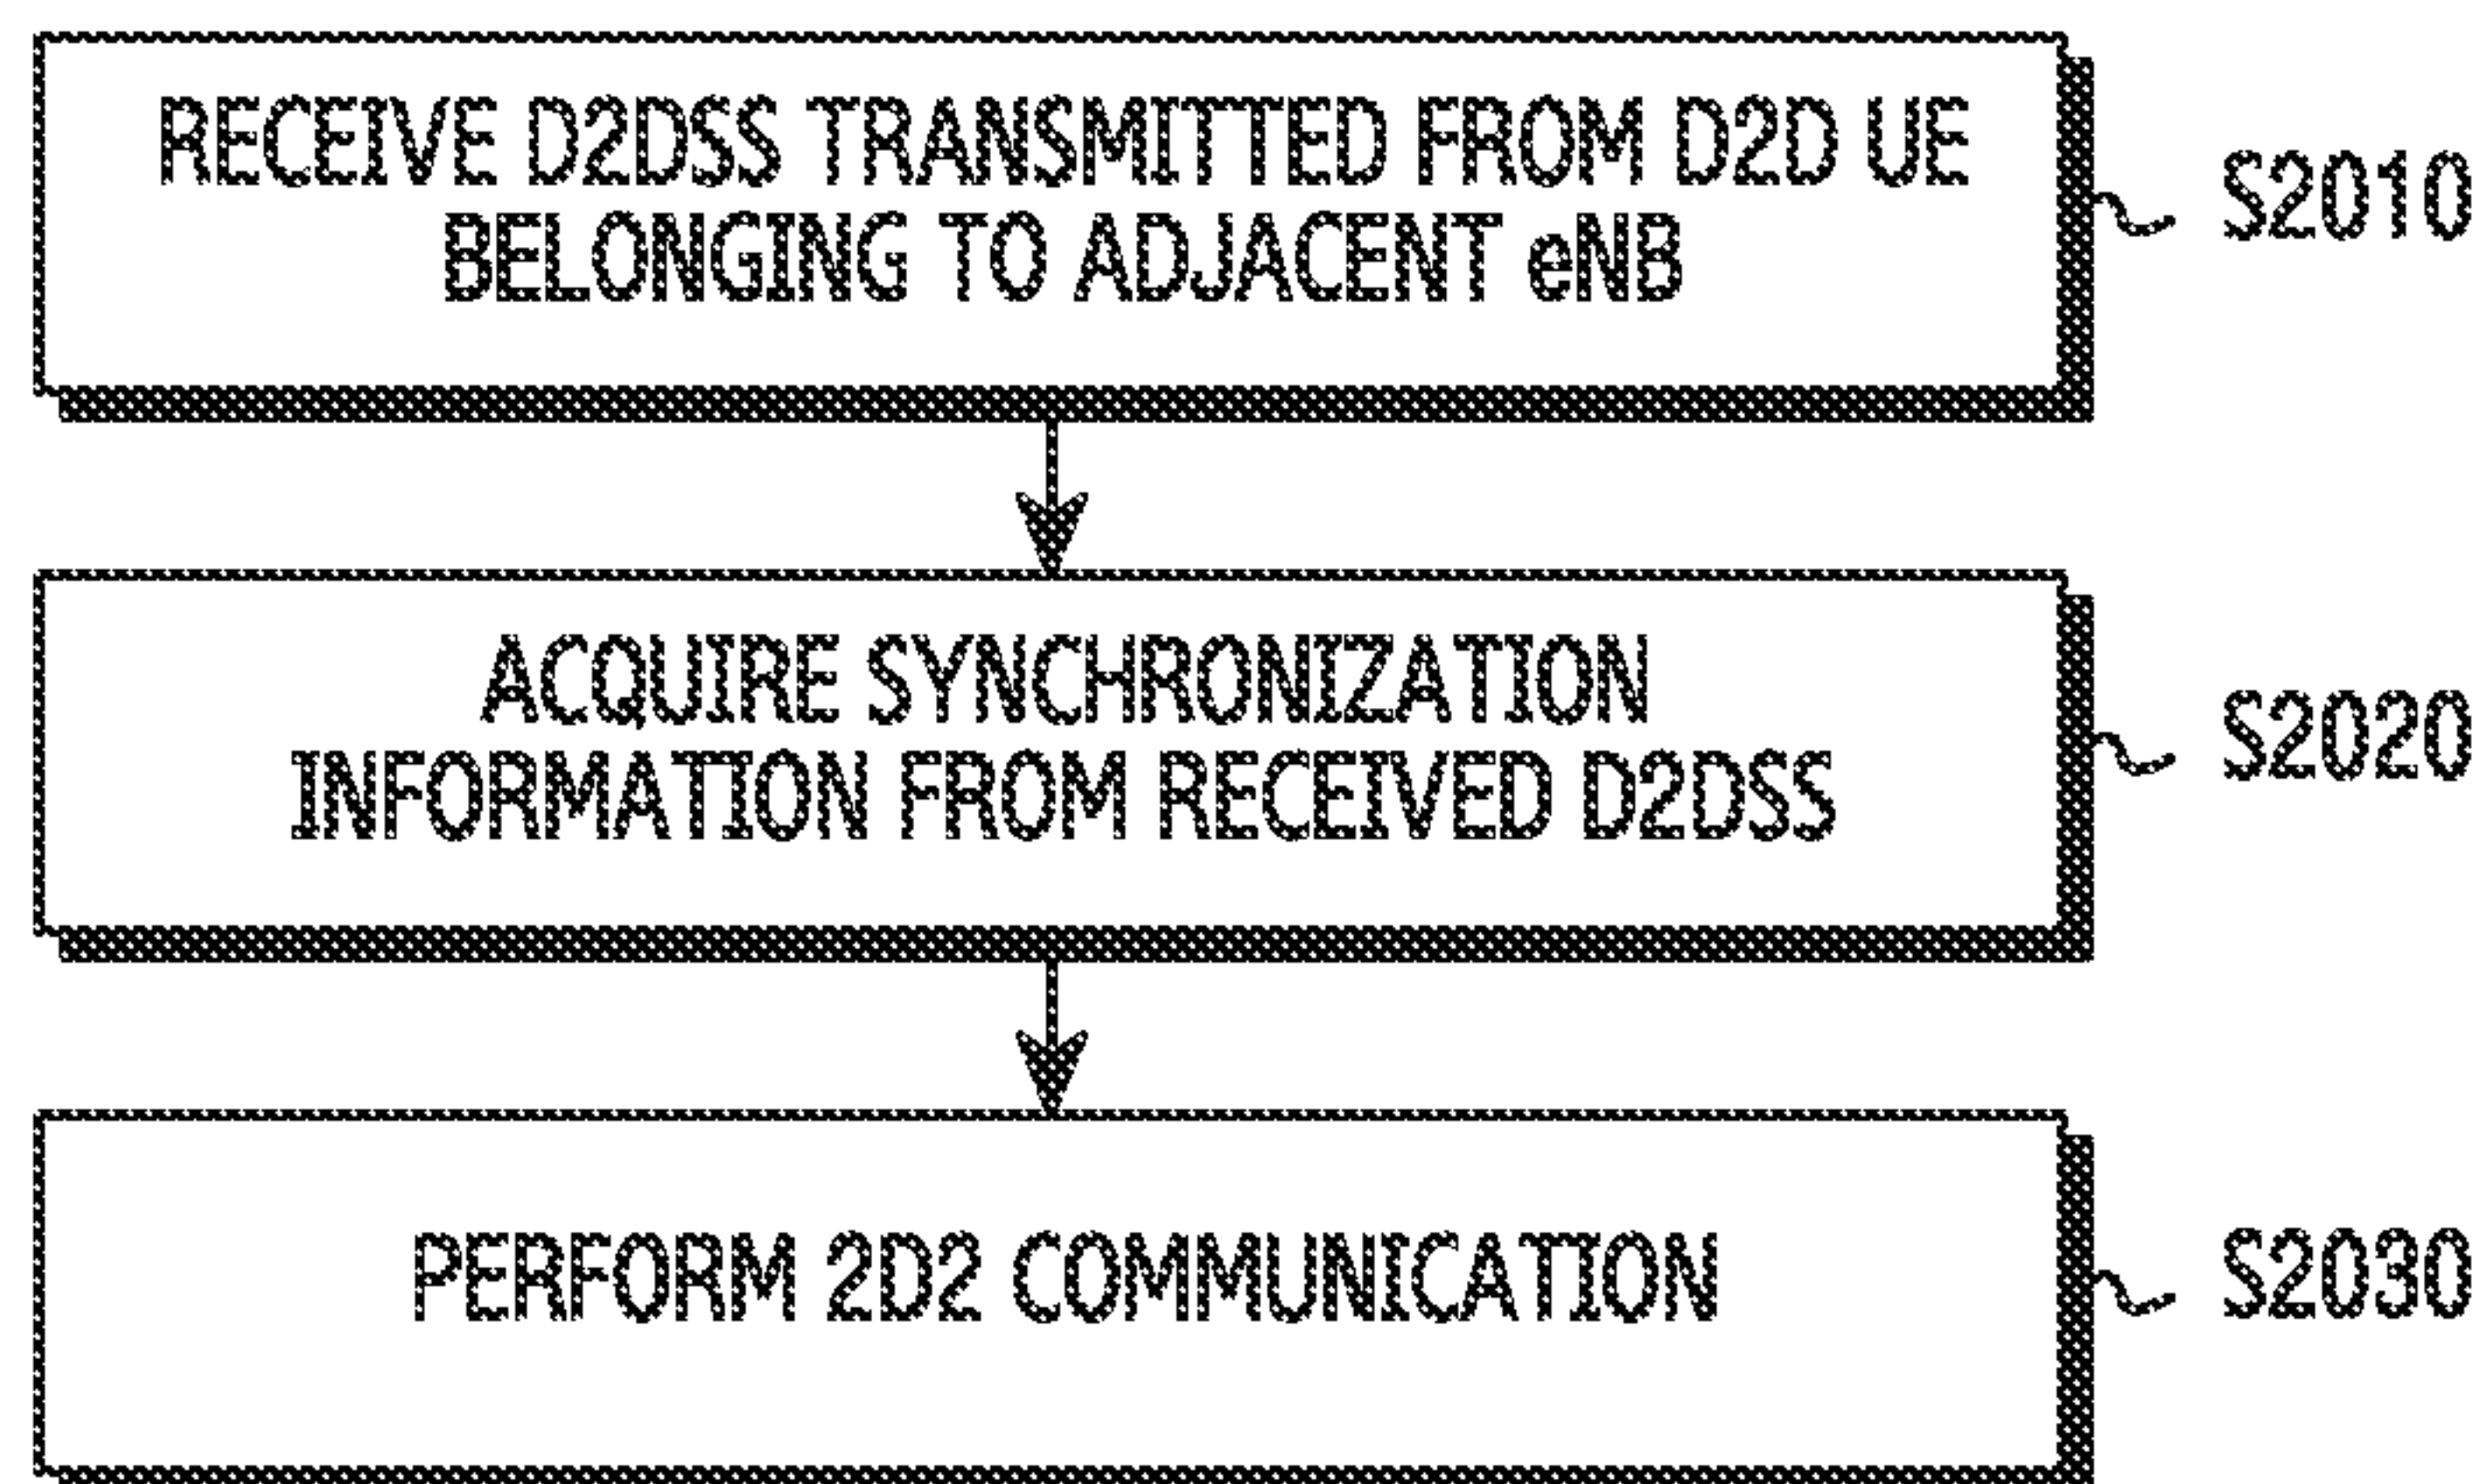 RECEIVE D2DSS TRANSMITTED FROM D2D UE
BELONGING TO ADJACENT eNB
S2010
ACQUIRE SYNCHRONIZATION
INFORMATION FROM RECEIVED D2DSS
S2020
PERFORM 2D2 COMMUNICATION
S2030